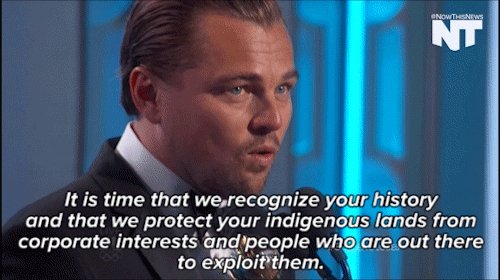 @NowThisNews
NT
It is time that we recognize your history
and that we protect your indigenous lands from
corporate interests and people who are out there
to exploit them.